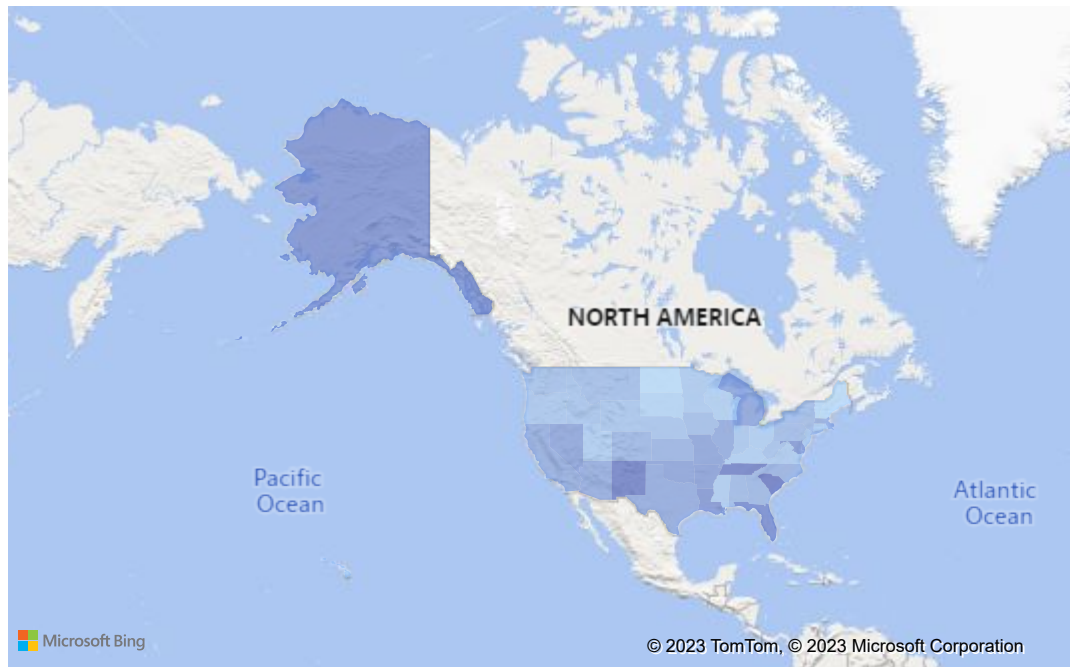 NORTH AMERICA
Pacific
Ocean
Atlantic
Ocean
Microsoft Bing
© 2023 TomTom, © 2023 Microsoft Corporation